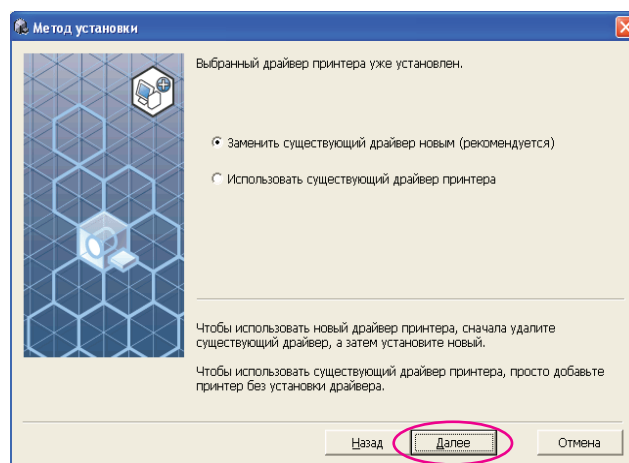 Метод установки
Выбранный драйвер принтера уже установлен.
Заменить существующий драйвер новым (рекомендуется)
Использовать существующий драйвер принтера
Чтобы использовать новый драйвер принтера, сначала удалите
существующий драйвер, а затем установите новый.
Чтобы использовать существующий драйвер принтера, просто добавьте
принтер без установки драйвера.
Назад Далее Отмена